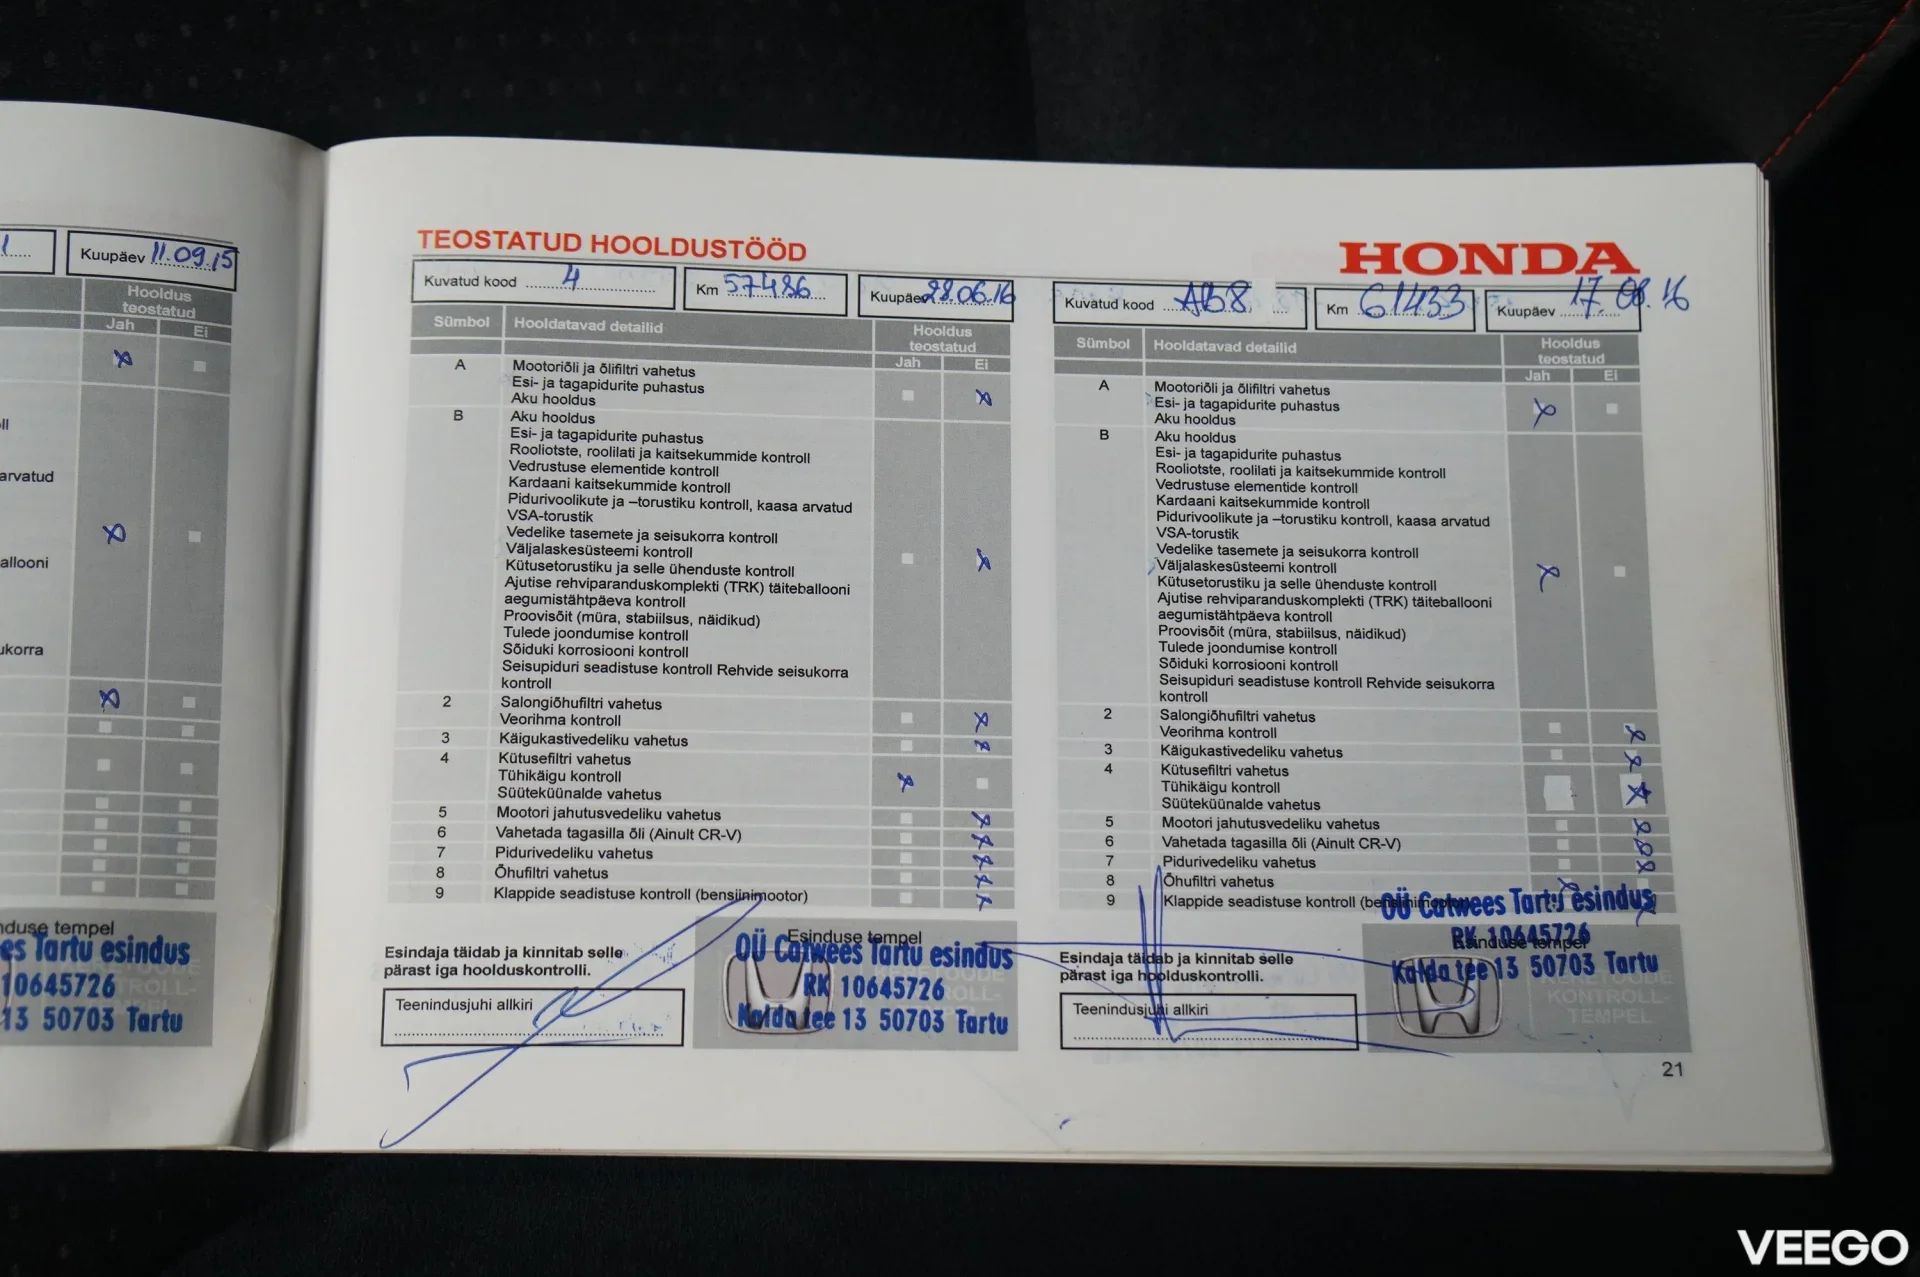 Kuupäev 11.09.15
Hooldus
teostatud
Jah Ei
arvatud
allooni
ukorra
nduse tempel
es Tartu esindus
10645726
13 50703 Tartu
TEOSTATUD HOOLDUSTÖÖD
Kuvatud kood 4
Km 57486
Kuupäev 28.06.16
Sümbol Hooldatavad detailid Hooldus
teostatud
Jah Ei
A Mootoriõli ja õlifiltri vahetus
Esi- ja tagapidurite puhastus
Aku hooldus
B Aku hooldus
Esi- ja tagapidurite puhastus
Rooliotste, roolilati ja kaitsekummide kontroll
Vedrustuse elementide kontroll
Kardaani kaitsekummide kontroll
Pidurivoolikute ja –torustiku kontroll, kaasa arvatud
VSA-torustik
Vedelike tasemete ja seisukorra kontroll
Väljalaskesüsteemi kontroll
Kütusetorustiku ja selle ühenduste kontroll
Ajutise rehviparanduskomplekti (TRK) täiteballooni
aegumistähtpäeva kontroll
Proovisõit (müra, stabiilsus, näidikud)
Tulede joondumise kontroll
Sõiduki korrosiooni kontroll
Seisupiduri seadistuse kontroll Rehvide seisukorra
kontroll
2 Salongiõhufiltri vahetus
Veorihma kontroll
3 Käigukastivedeliku vahetus
4 Kütusefiltri vahetus
Tühikäigu kontroll
Süüteküünalde vahetus
5 Mootori jahutusvedeliku vahetus
6 Vahetada tagasilla õli (Ainult CR-V)
7 Pidurivedeliku vahetus
8 Õhufiltri vahetus
9 Klappide seadistuse kontroll (bensiinimootor)
Esindaja täidab ja kinnitab selle
pärast iga hoolduskontrolli.
Teenindusjuhi allkiri
Esinduse tempel
OÜ Catwees Tartu esindus
RK 10645726
Kalda tee 13 50703 Tartu
HONDA
Kuvatud kood AB8
Km 61433
Kuupäev 17.08.16
Sümbol Hooldatavad detailid Hooldus
teostatud
Jah Ei
A Mootoriõli ja õlifiltri vahetus
Esi- ja tagapidurite puhastus
Aku hooldus
B Aku hooldus
Esi- ja tagapidurite puhastus
Rooliotste, roolilati ja kaitsekummide kontroll
Vedrustuse elementide kontroll
Kardaani kaitsekummide kontroll
Pidurivoolikute ja –torustiku kontroll, kaasa arvatud
VSA-torustik
Vedelike tasemete ja seisukorra kontroll
Väljalaskesüsteemi kontroll
Kütusetorustiku ja selle ühenduste kontroll
Ajutise rehviparanduskomplekti (TRK) täiteballooni
aegumistähtpäeva kontroll
Proovisõit (müra, stabiilsus, näidikud)
Tulede joondumise kontroll
Sõiduki korrosiooni kontroll
Seisupiduri seadistuse kontroll Rehvide seisukorra
kontroll
2 Salongiõhufiltri vahetus
Veorihma kontroll
3 Käigukastivedeliku vahetus
4 Kütusefiltri vahetus
Tühikäigu kontroll
Süüteküünalde vahetus
5 Mootori jahutusvedeliku vahetus
6 Vahetada tagasilla õli (Ainult CR-V)
7 Pidurivedeliku vahetus
8 Õhufiltri vahetus
9 Klappide seadistuse kontroll (bensiinimootor)
Esindaja täidab ja kinnitab selle
pärast iga hoolduskontrolli.
Teenindusjuhi allkiri
OÜ Catwees Tartu esindus
RK 10645726
Esinduse tempel
Kalda tee 13 50703 Tartu
KERETÖÖDE
KONTROLL-
TEMPEL
21
VEEGO